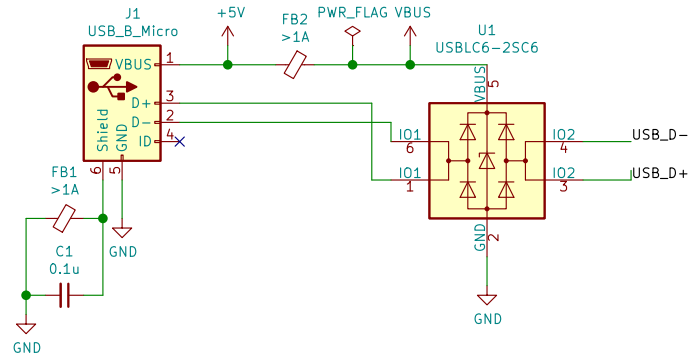 J1
USB_B_Micro
+5V
FB2
>1A
PWR_FLAG
VBUS
U1
USBLC6-2SC6
VBUS
1
D+
3
D-
2
ID
4
Shield
GND
6
5
VBUS
5
IO1
6
IO1
1
IO2
4
IO2
3
GND
2
USB_D-
USB_D+
FB1
>1A
GND
C1
0.1u
GND
GND